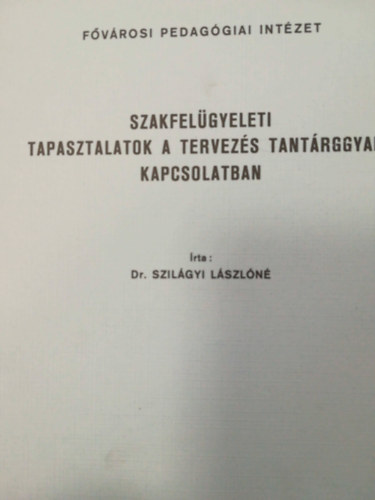 FŐVÁROSI PEDAGÓGIAI INTÉZET
SZAKFELÜGYELETI
TAPASZTALATOK A TERVEZÉS TANTÁRGGYAL
KAPCSOLATBAN
Írta:
Dr. SZILÁGYI LÁSZLÓNÉ